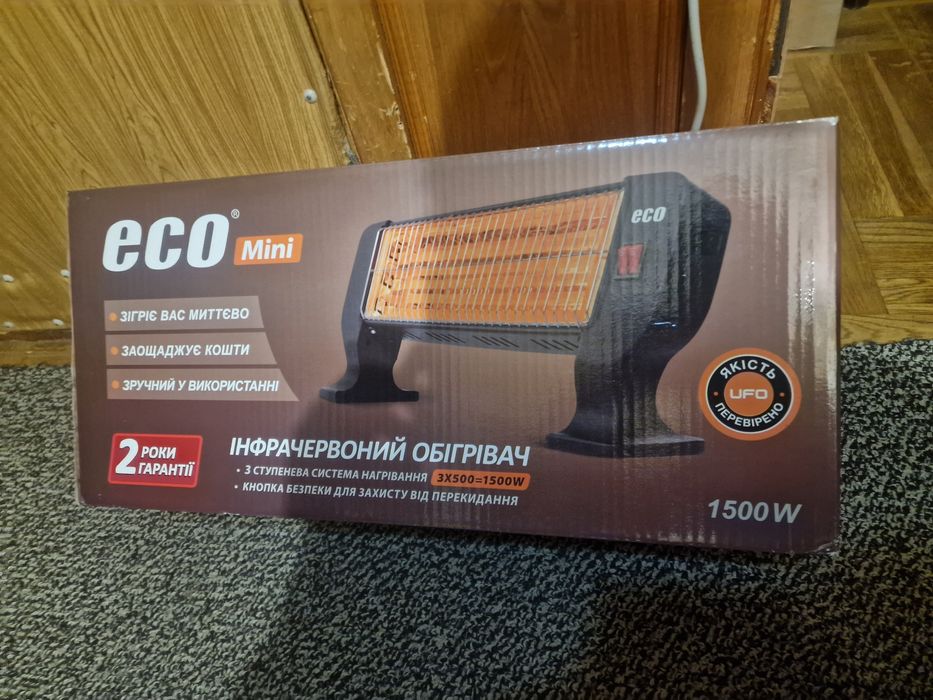 eco® Mini
ЗІГРІЄ ВАС МИТТЄВО
ЗАОЩАДЖУЄ КОШТИ
ЗРУЧНИЙ У ВИКОРИСТАННІ
eco
ЯКІСТЬ
UFO
ПЕРЕВІРЕНО
2 РОКИ
ГАРАНТІЇ
ІНФРАЧЕРВОНИЙ ОБІГРІВАЧ
• 3 СТУПЕНЕВА СИСТЕМА НАГРІВАННЯ 3X500=1500W
• КНОПКА БЕЗПЕКИ ДЛЯ ЗАХИСТУ ВІД ПЕРЕКИДАННЯ
1500W